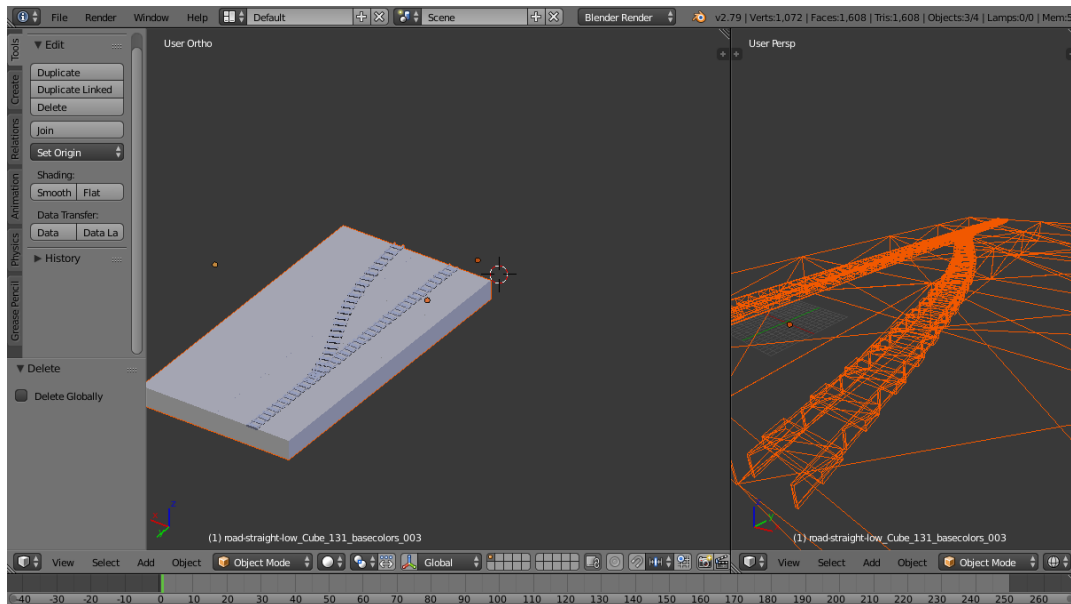 File Render Window Help Default Scene Blender Render v2.79 | Verts:1,072 | Faces:1,608 | Tris:1,608 | Objects:3/4 | Lamps:0/0 | Mem:5
Tools
Create
Relations
Animation
Physics
Grease Pencil
Edit
Duplicate
Duplicate Linked
Delete
Join
Set Origin
Shading:
Smooth Flat
Data Transfer:
Data Data La
History
Delete
Delete Globally
User Ortho
(1) road-straight-low_Cube_131_basecolors_003
User Persp
(1) road-straight-low_Cube_131_basecolors_003
View Select Add Object Object Mode Global View Select Add Object Object Mode
-40 -30 -20 -10 0 10 20 30 40 50 60 70 80 90 100 110 120 130 140 150 160 170 180 190 200 210 220 230 240 250 260